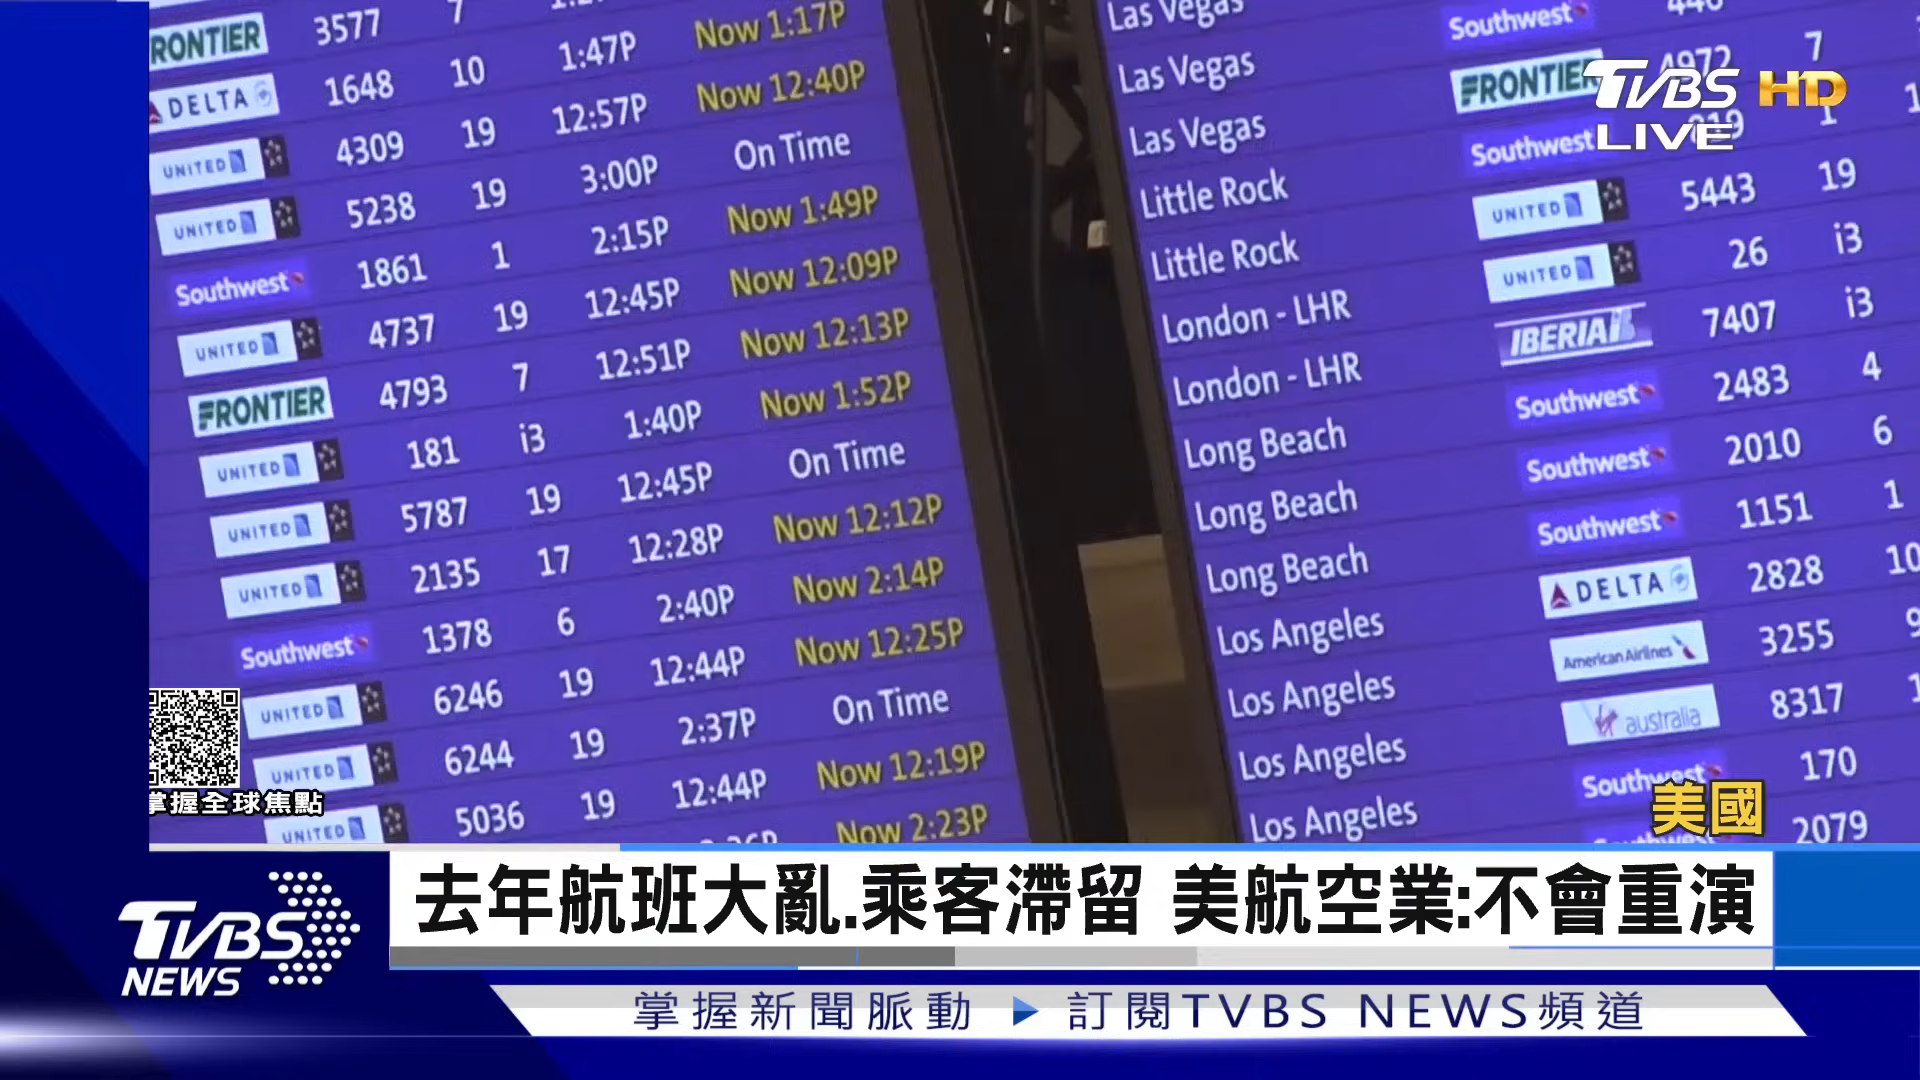 FRONTIER 3577 7
DELTA 1648 10 1:47P Now 1:17P
UNITED 4309 19 12:57P Now 12:40P
UNITED 5238 19 3:00P On Time
Southwest 1861 1 2:15P Now 1:49P
UNITED 4737 19 12:45P Now 12:09P
FRONTIER 4793 7 12:51P Now 12:13P
UNITED 181 i3 1:40P Now 1:52P
UNITED 5787 19 12:45P On Time
UNITED 2135 17 12:28P Now 12:12P
Southwest 1378 6 2:40P Now 2:14P
UNITED 6246 19 12:44P Now 12:25P
UNITED 6244 19 2:37P On Time
UNITED 5036 19 12:44P Now 12:19P
Now 2:23P
Las Vegas
Las Vegas Southwest
Las Vegas FRONTIER 4972 7
Little Rock Southwest 819 1
Little Rock UNITED 5443 19
London - LHR UNITED 26 i3
London - LHR IBERIA 7407 i3
Long Beach Southwest 2483 4
Long Beach Southwest 2010 6
Long Beach Southwest 1151 1
Los Angeles DELTA 2828 10
Los Angeles American Airlines 3255
Los Angeles australia 8317
Los Angeles Southwest 170
Southwest 2079
TVBS HD
LIVE
掌握全球焦點
美國
去年航班大亂.乘客滯留 美航空業:不會重演
TVBS
NEWS
掌握新聞脈動 ▶ 訂閱TVBS NEWS頻道